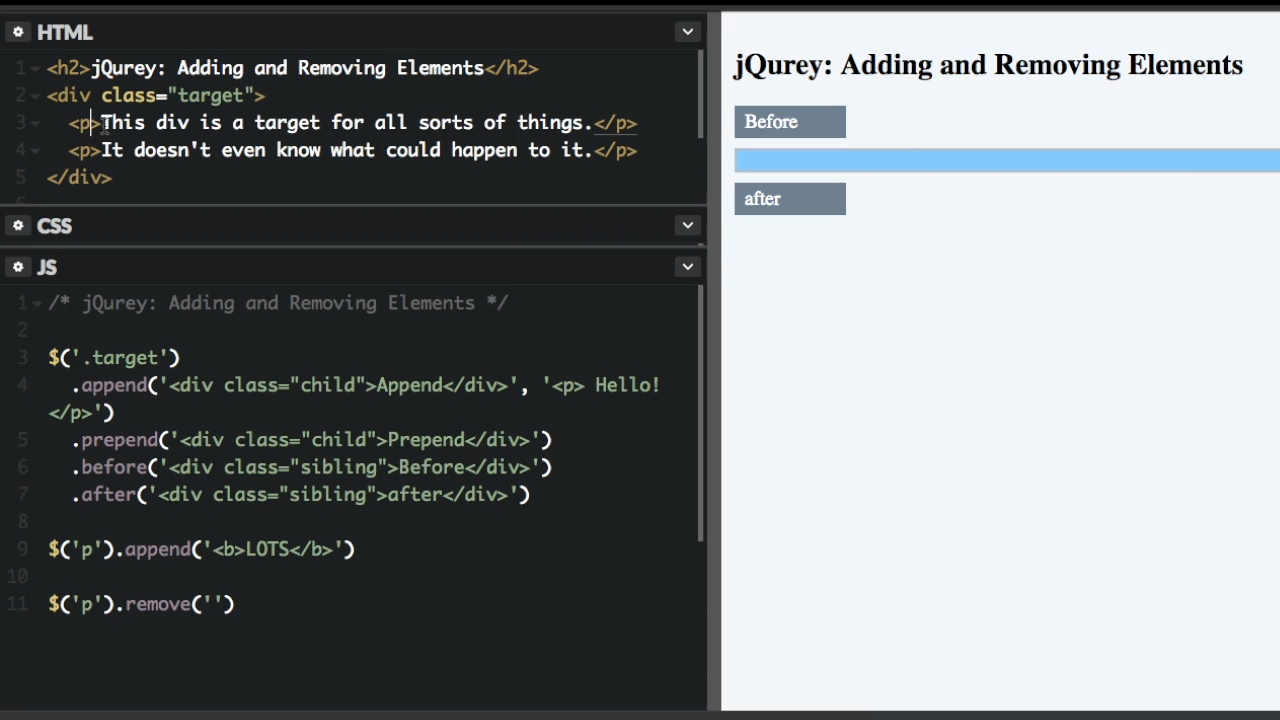 HTML
1 <h2>jQurey: Adding and Removing Elements</h2>
2 <div class="target">
3 <p>This div is a target for all sorts of things.</p>
4 <p>It doesn't even know what could happen to it.</p>
5 </div>
6
CSS
JS
1 /* jQurey: Adding and Removing Elements */
2
3 $('.target')
4 .append('<div class="child">Append</div>', '<p> Hello!
</p>')
5 .prepend('<div class="child">Prepend</div>')
6 .before('<div class="sibling">Before</div>')
7 .after('<div class="sibling">after</div>')
8
9 $('p').append('<b>LOTS</b>')
10
11 $('p').remove('')
jQurey: Adding and Removing Elements
Before
after